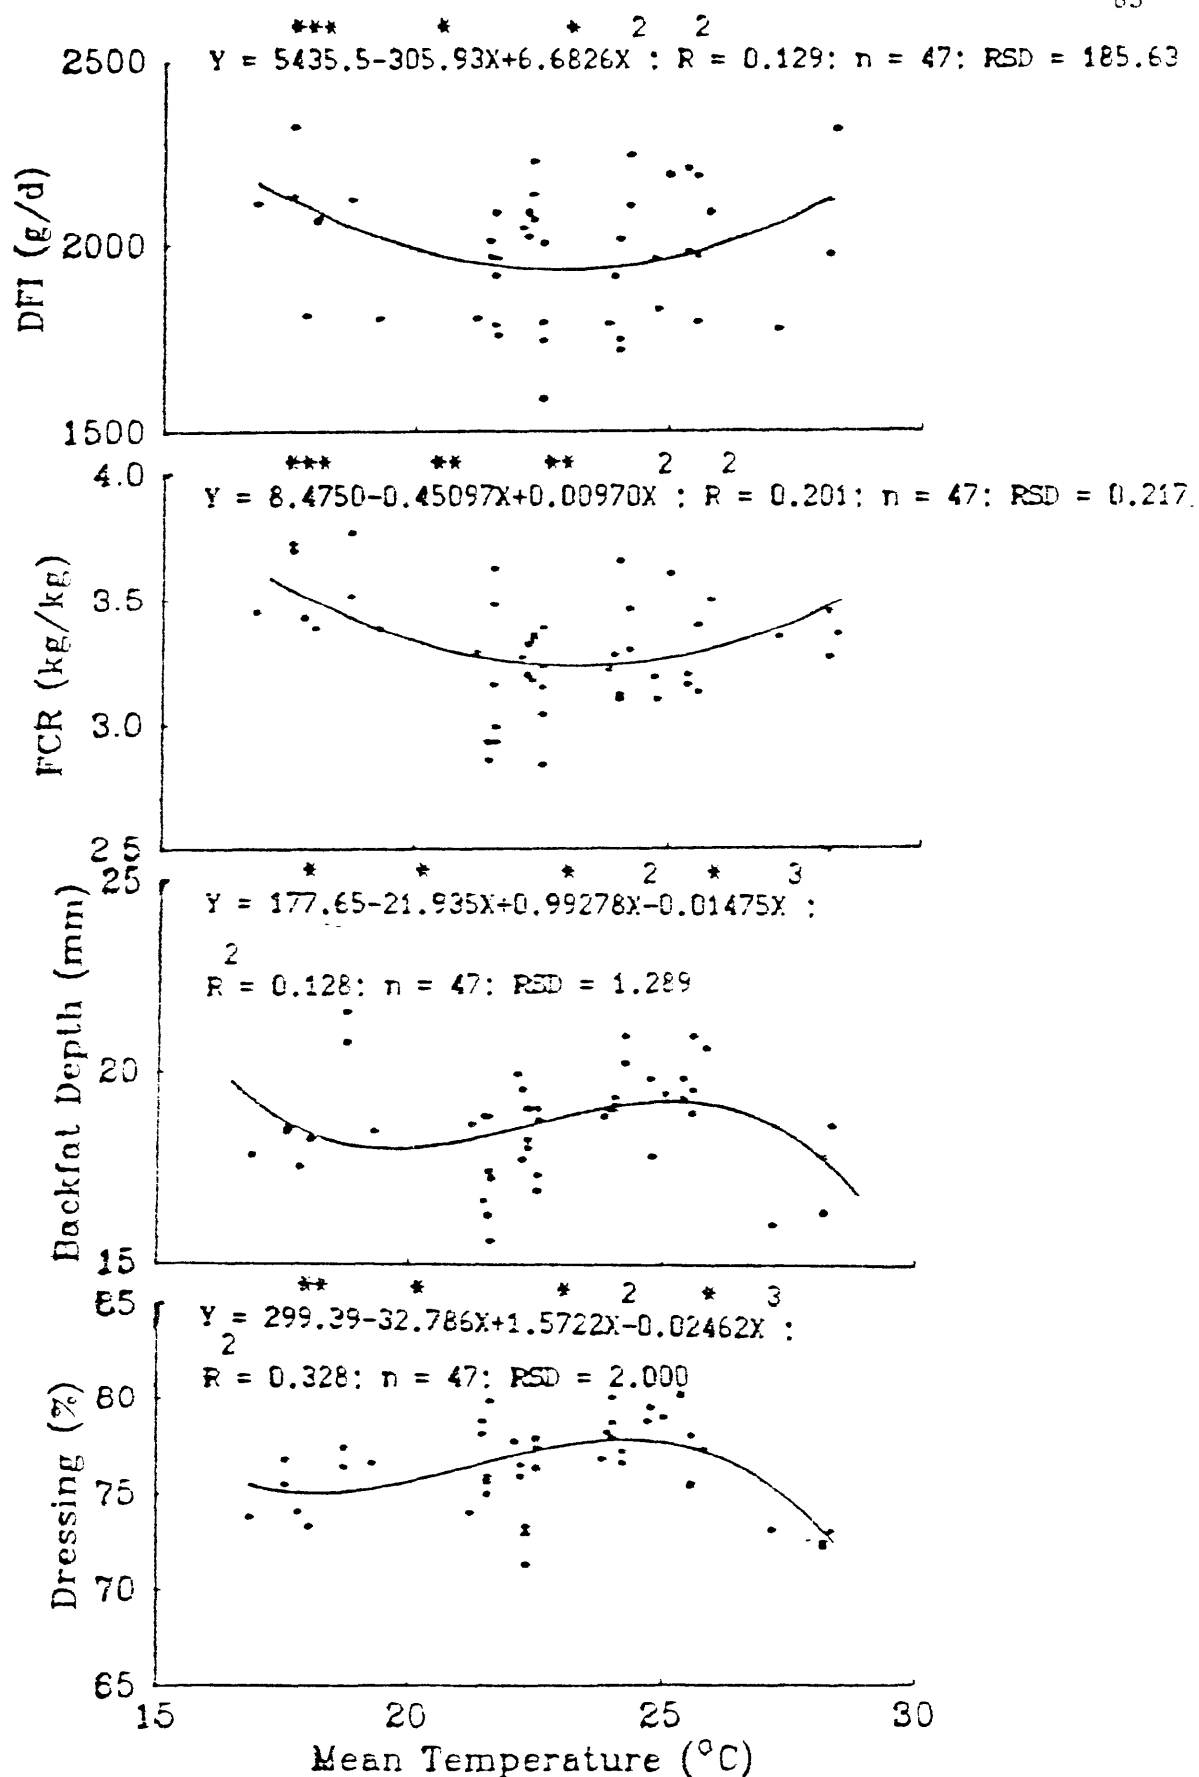 *** * * 2 2
2500 Y = 5435.5-305.93X+6.6826X : R = 0.129: n = 47: RSD = 185.63
DFI (g/d)
2000
1500
*** ** ** 2 2
4.0 Y = 8.4750-0.45097X+0.00970X : R = 0.201: n = 47: RSD = 0.217
FCR (kg/kg)
3.5
3.0
2.5
* * * 2 * 3
25 Y = 177.65-21.935X+0.99278X-0.01475X :
2
R = 0.128: n = 47: RSD = 1.289
Backfat Depth (mm)
20
15
** * * 2 * 3
85 Y = 299.39-32.786X+1.5722X-0.02462X :
2
R = 0.328: n = 47: RSD = 2.000
Dressing (%)
80
75
70
65
15 20 25 30
Mean Temperature (°C)